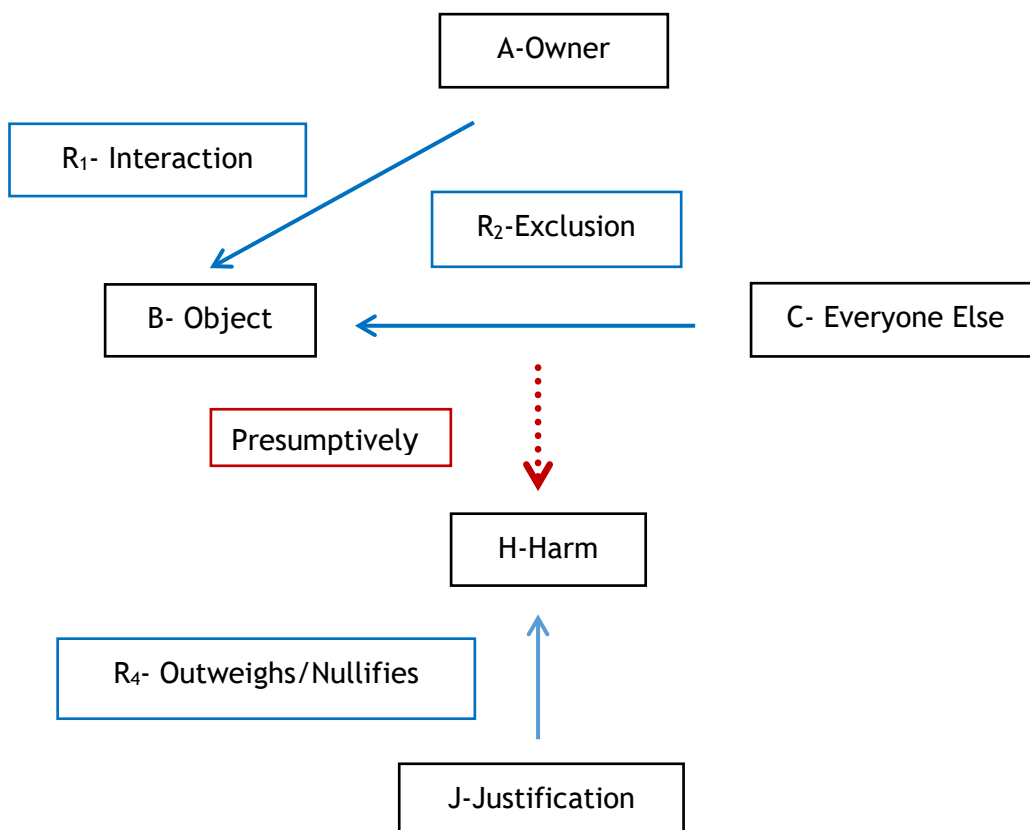 A-Owner
R₁- Interaction
R₂-Exclusion
B- Object
C- Everyone Else
Presumptively
H-Harm
R₄- Outweighs/Nullifies
J-Justification